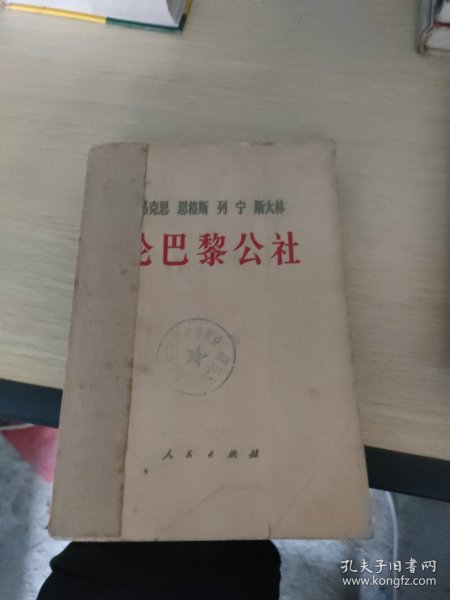 马克思 恩格斯 列宁 斯大林
论巴黎公社
人民出版社
孔夫子旧书网
www.kongfz.com